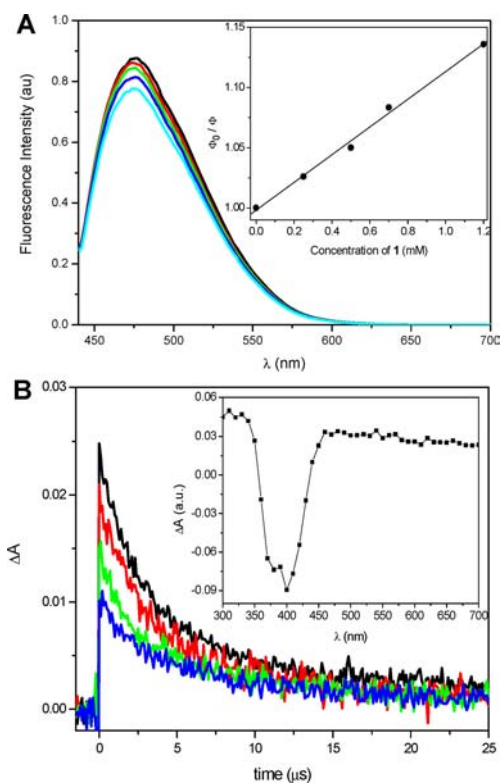 A
Fluorescence Intensity (au)
0.9
0.8
0.6
0.4
0.2
0.0
450 500 550 600 650 700
λ (nm)
Φ0 / Φ
1.15
1.10
1.05
1.00
0.0 0.2 0.4 0.6 0.8 1.0 1.2
Concentration of 1 (mM)
B
ΔA
0.03
0.02
0.01
0.00
0 5 10 15 20 25
time (μs)
ΔA (a.u.)
0.06
0.03
0.00
-0.03
-0.06
-0.09
300 350 400 450 500 550 600 650 700
λ (nm)